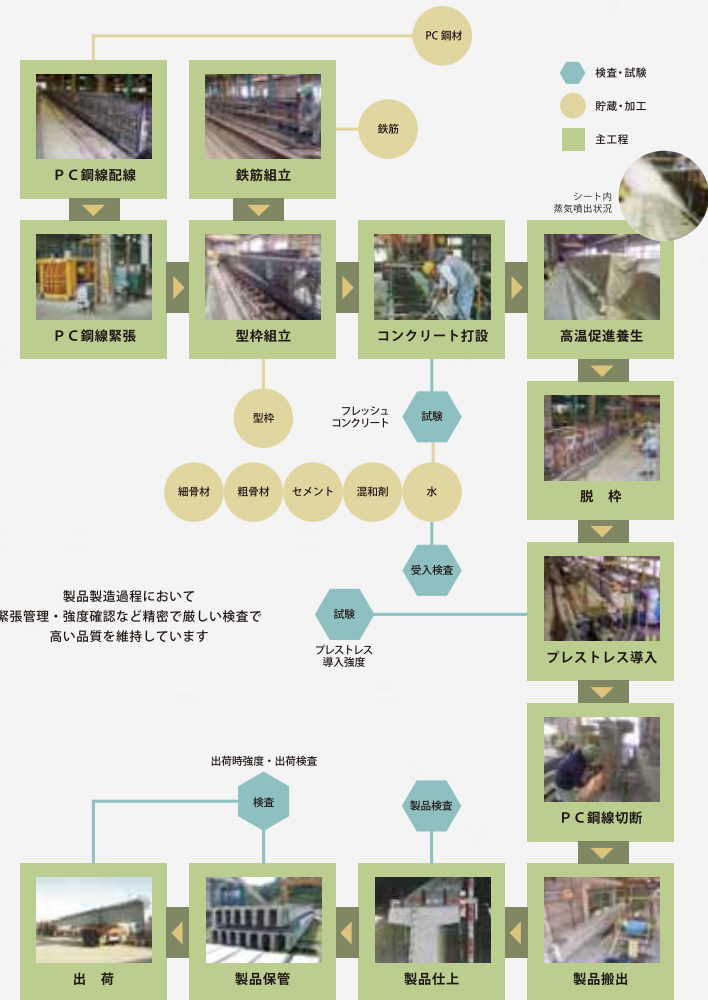 PC 鋼材
検査・試験
貯蔵・加工
主工程
鉄筋
PC鋼線配線
鉄筋組立
シート内
蒸気噴出状況
PC鋼線緊張
型枠組立
コンクリート打設
高温促進養生
型枠
フレッシュ
コンクリート
試験
細骨材
粗骨材
セメント
混和剤
水
脱 枠
受入検査
製品製造過程において
緊張管理・強度確認など精密で厳しい検査で
高い品質を維持しています
試験
プレストレス
導入強度
プレストレス導入
出荷時強度・出荷検査
検査
製品検査
PC鋼線切断
出 荷
製品保管
製品仕上
製品搬出